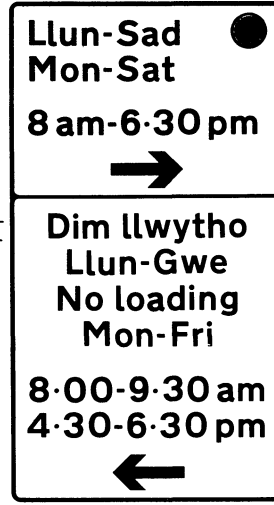 Llun-Sad
Mon-Sat
8 am-6·30 pm
Dim llwytho
Llun-Gwe
No loading
Mon-Fri
8·00-9·30 am
4·30-6·30 pm